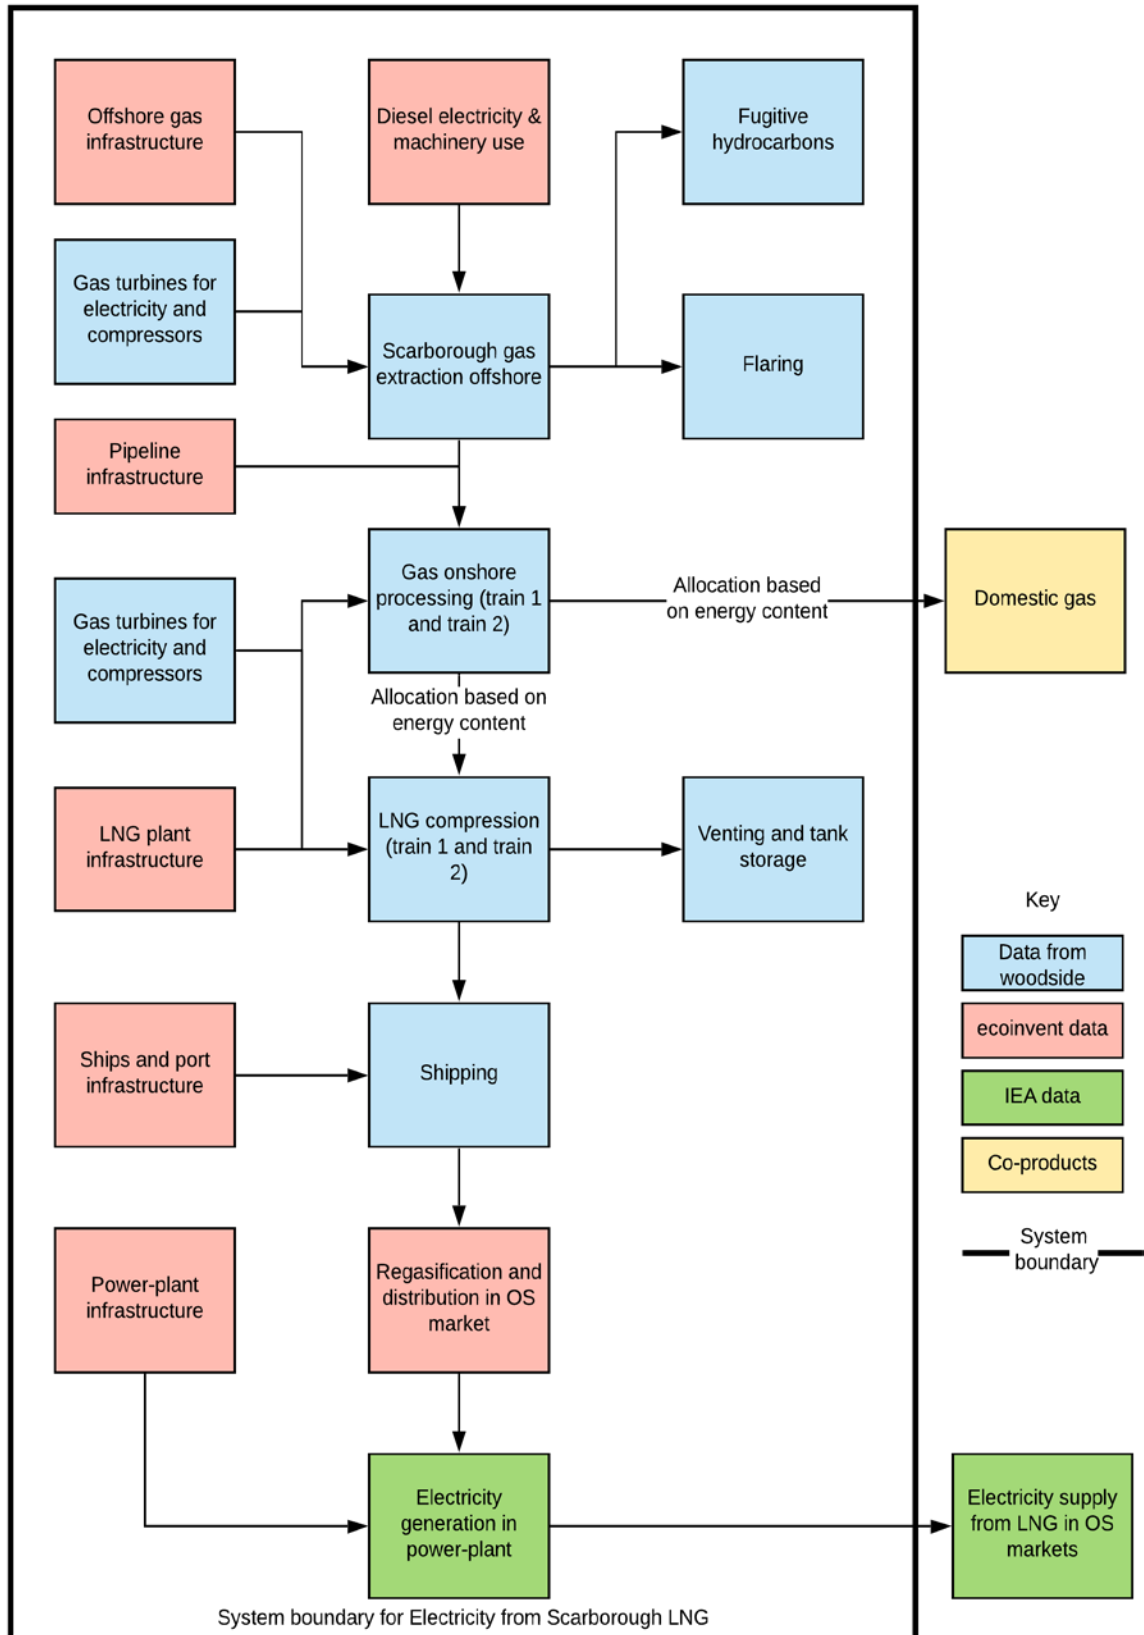 Offshore gas
infrastructure
Diesel electricity &
machinery use
Fugitive
hydrocarbons
Gas turbines for
electricity and
compressors
Scarborough gas
extraction offshore
Flaring
Pipeline
infrastructure
Gas onshore
processing (train 1
and train 2)
Allocation based
on energy content
Domestic gas
Gas turbines for
electricity and
compressors
Allocation based on
energy content
LNG plant
infrastructure
LNG compression
(train 1 and train
2)
Venting and tank
storage
Key
Data from
woodside
ecoinvent data
IEA data
Co-products
System
boundary
Ships and port
infrastructure
Shipping
Power-plant
infrastructure
Regasification and
distribution in OS
market
Electricity
generation in
power-plant
Electricity supply
from LNG in OS
markets
System boundary for Electricity from Scarborough LNG